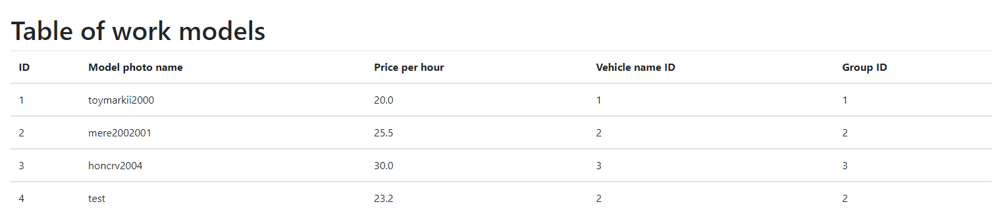 Table of work models
ID Model photo name Price per hour Vehicle name ID Group ID
1 toymarkii2000 20.0 1 1
2 mere2002001 25.5 2 2
3 honcrv2004 30.0 3 3
4 test 23.2 2 2